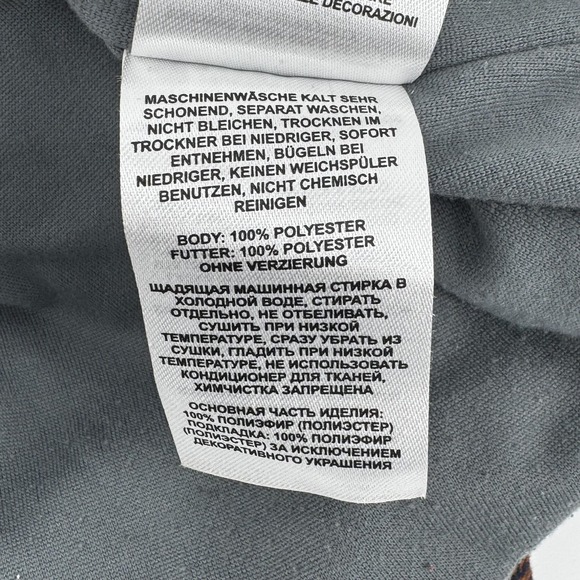 DECORAZIONI
MASCHINENWÄSCHE KALT SEHR
SCHONEND, SEPARAT WASCHEN,
NICHT BLEICHEN, TROCKNEN IM
TROCKNER BEI NIEDRIGER, SOFORT
ENTNEHMEN, BÜGELN BEI
NIEDRIGER, KEINEN WEICHSPÜLER
BENUTZEN, NICHT CHEMISCH
REINIGEN
BODY: 100% POLYESTER
FUTTER: 100% POLYESTER
OHNE VERZIERUNG
ЩАДЯЩАЯ МАШИННАЯ СТИРКА В
ХОЛОДНОЙ ВОДЕ, СТИРАТЬ
ОТДЕЛЬНО, НЕ ОТБЕЛИВАТЬ,
СУШИТЬ ПРИ НИЗКОЙ
ТЕМПЕРАТУРЕ, СРАЗУ УБРАТЬ ИЗ
СУШКИ, ГЛАДИТЬ ПРИ НИЗКОЙ
ТЕМПЕРАТУРЕ, НЕ ИСПОЛЬЗОВАТЬ
КОНДИЦИОНЕР ДЛЯ ТКАНЕЙ,
ХИМЧИСТКА ЗАПРЕЩЕНА
ОСНОВНАЯ ЧАСТЬ ИДЕЛИЯ:
100% ПОЛИЭФИР (ПОЛИЭСТЕР)
ПОДКЛАДКА: 100% ПОЛИЭФИР
(ПОЛИЭСТЕР) ЗА ИСКЛЮЧЕНИЕМ
ДЕКОРАТИВНОГО УКРАШЕНИЯ